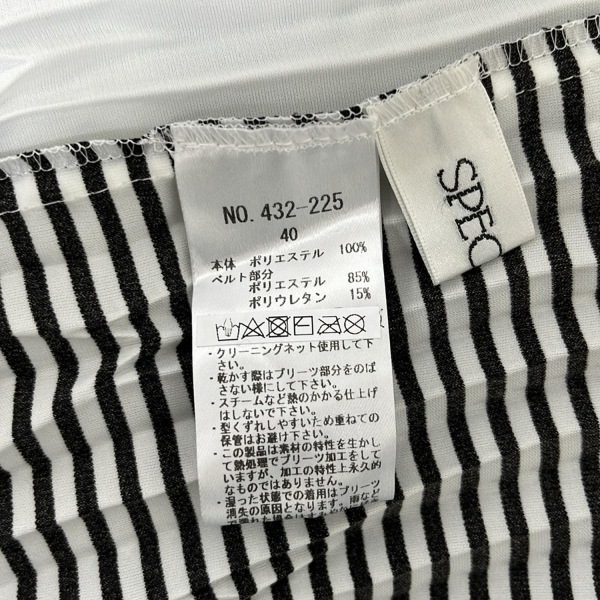 NO. 432-225
40
本体 ポリエステル 100%
ベルト部分
ポリエステル 85%
ポリウレタン 15%
・クリーニングネット使用して下
さい。
・乾かす際はプリーツ部分をのば
さない様にして下さい。
・スチームなど熱のかかる仕上げ
はしないで下さい。
・型くずれしやすいため重ねての
保管はお避け下さい。
・この製品は素材の特性を生かし
て熱処理でプリーツ加工をして
いますが、加工の特性上永久的
なものではありません。
・湿った状態での着用はプリーツ
消失の原因となります。雨など
SPEC